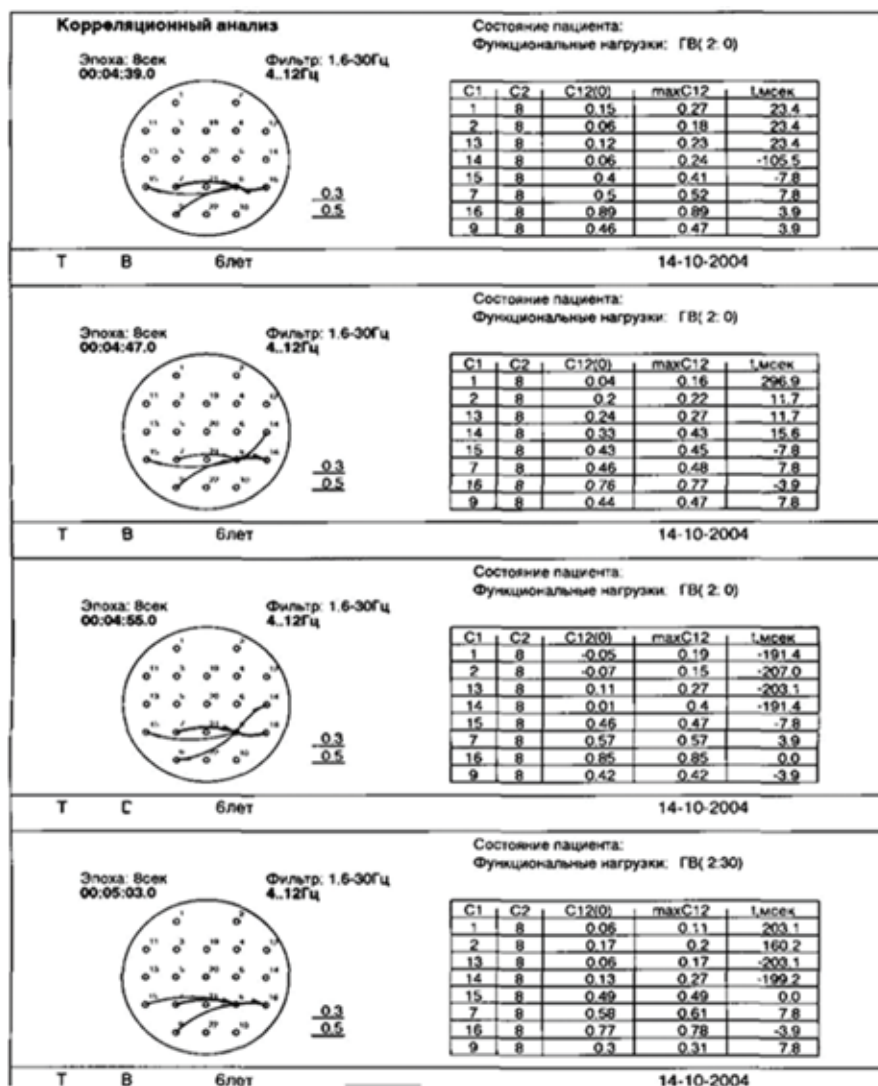 Корреляционный анализ
Состояние пациента:
Функциональные нагрузки: ГВ( 2: 0)
Эпоха: 8сек Фильтр: 1.6-30Гц
00:04:39.0 4..12Гц
C1 C2 C12(0) maxC12 t,мсек
1 8 0.15 0.27 23.4
2 8 0.06 0.18 23.4
13 8 0.12 0.23 23.4
14 8 0.06 0.24 -105.5
15 8 0.4 0.41 -7.8
7 8 0.5 0.52 7.8
16 8 0.89 0.89 3.9
9 8 0.46 0.47 3.9
0.3
0.5
Т В 6лет 14-10-2004
Состояние пациента:
Функциональные нагрузки: ГВ( 2: 0)
Эпоха: 8сек Фильтр: 1.6-30Гц
00:04:47.0 4..12Гц
C1 C2 C12(0) maxC12 t,мсек
1 8 0.04 0.16 296.9
2 8 0.2 0.22 11.7
13 8 0.24 0.27 11.7
14 8 0.33 0.43 15.6
15 8 0.43 0.45 -7.8
7 8 0.46 0.48 7.8
16 8 0.76 0.77 -3.9
9 8 0.44 0.47 7.8
0.3
0.5
Т В 6лет 14-10-2004
Состояние пациента:
Функциональные нагрузки: ГВ( 2: 0)
Эпоха: 8сек Фильтр: 1.6-30Гц
00:04:55.0 4..12Гц
C1 C2 C12(0) maxC12 t,мсек
1 8 -0.05 0.19 -191.4
2 8 -0.07 0.15 -207.0
13 8 0.11 0.27 -203.1
14 8 0.01 0.4 -191.4
15 8 0.46 0.47 -7.8
7 8 0.57 0.57 3.9
16 8 0.85 0.85 0.0
9 8 0.42 0.42 -3.9
0.3
0.5
Т С 6лет 14-10-2004
Состояние пациента:
Функциональные нагрузки: ГВ( 2:30)
Эпоха: 8сек Фильтр: 1.6-30Гц
00:05:03.0 4..12Гц
C1 C2 C12(0) maxC12 t,мсек
1 8 0.06 0.11 203.1
2 8 0.17 0.2 160.2
13 8 0.06 0.17 -203.1
14 8 0.13 0.27 -199.2
15 8 0.49 0.49 0.0
7 8 0.58 0.61 7.8
16 8 0.77 0.78 -3.9
9 8 0.3 0.31 7.8
0.3
0.5
Т В 6лет 14-10-2004